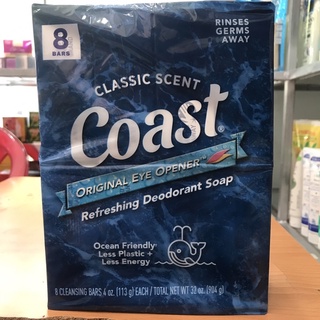 8
BARS
RINSES
GERMS
AWAY
CLASSIC SCENT
Coast®
ORIGINAL EYE OPENER™
Refreshing Deodorant Soap
Ocean Friendly*
Less Plastic +
Less Energy
8 CLEANSING BARS 4 oz. (113 g) EACH / TOTAL NET WT 32 oz. (904 g)